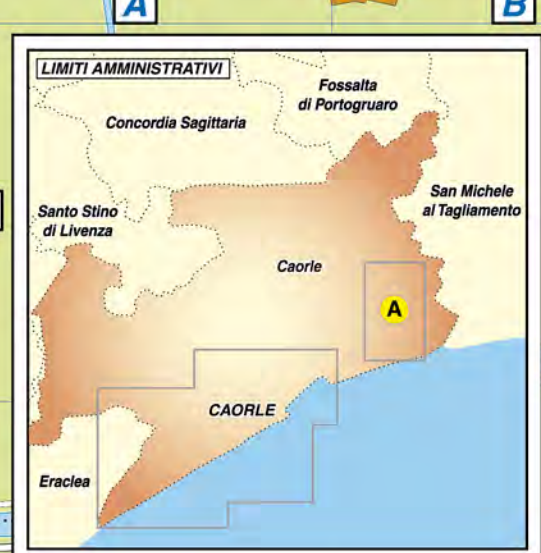 A
B
LIMITI AMMINISTRATIVI
Fossalta
di Portogruaro
Concordia Sagittaria
San Michele
al Tagliamento
Santo Stino
di Livenza
Caorle
A
CAORLE
Eraclea